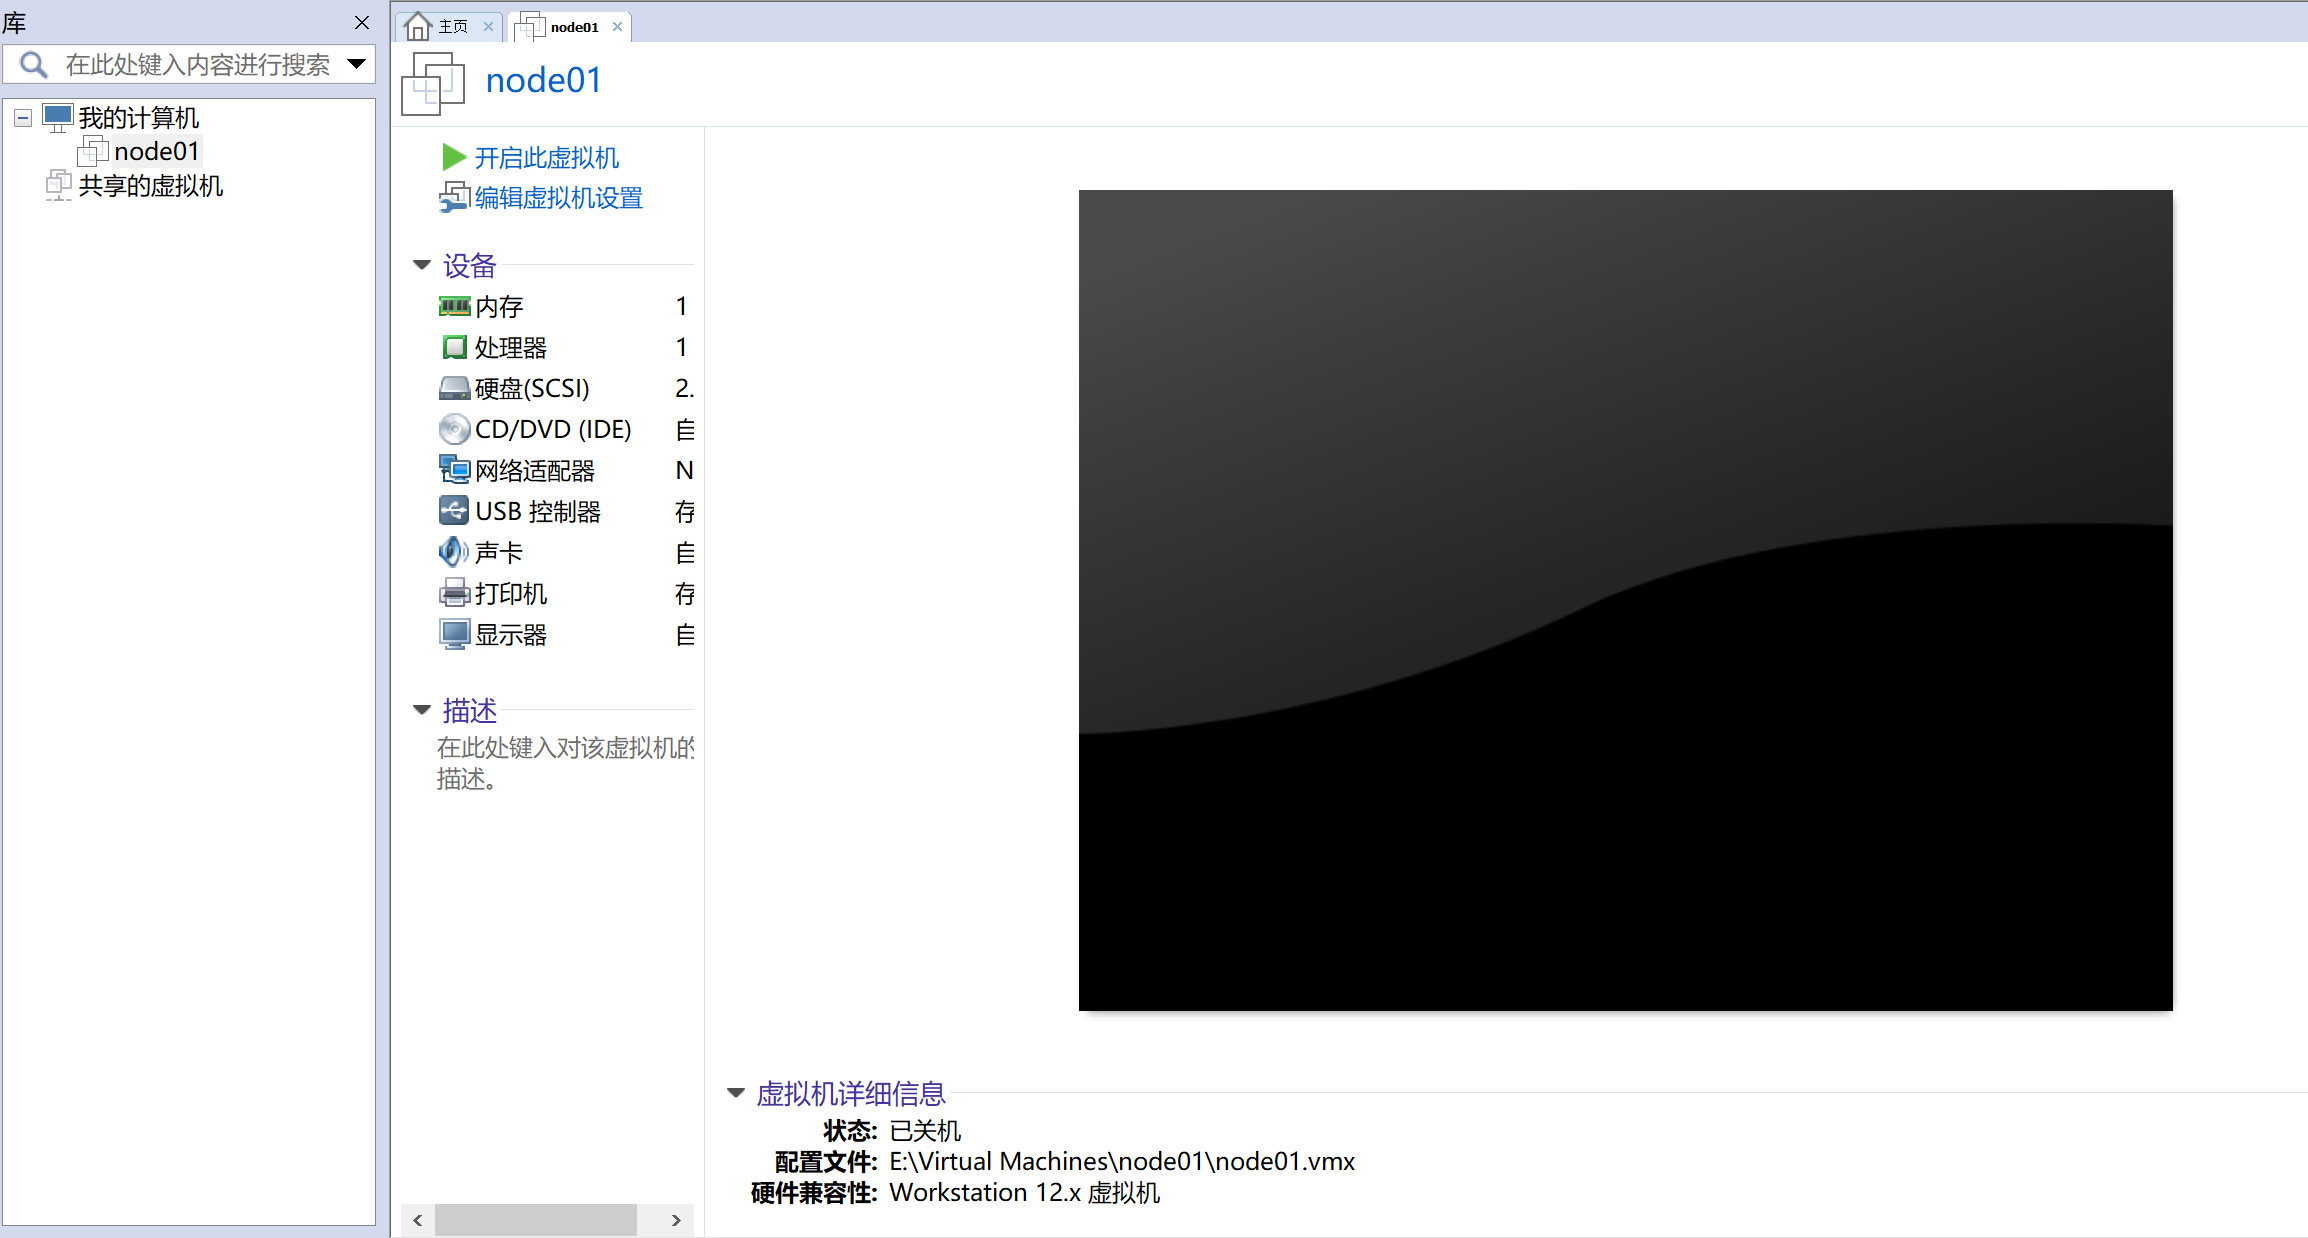 库
在此处键入内容进行搜索
我的计算机
node01
共享的虚拟机
主页
node01
node01
开启此虚拟机
编辑虚拟机设置
设备
内存 1
处理器 1
硬盘(SCSI) 2.
CD/DVD (IDE) 自
网络适配器 N
USB 控制器 存
声卡 自
打印机 存
显示器 自
描述
在此处键入对该虚拟机的
描述。
虚拟机详细信息
状态: 已关机
配置文件: E:\Virtual Machines\node01\node01.vmx
硬件兼容性: Workstation 12.x 虚拟机